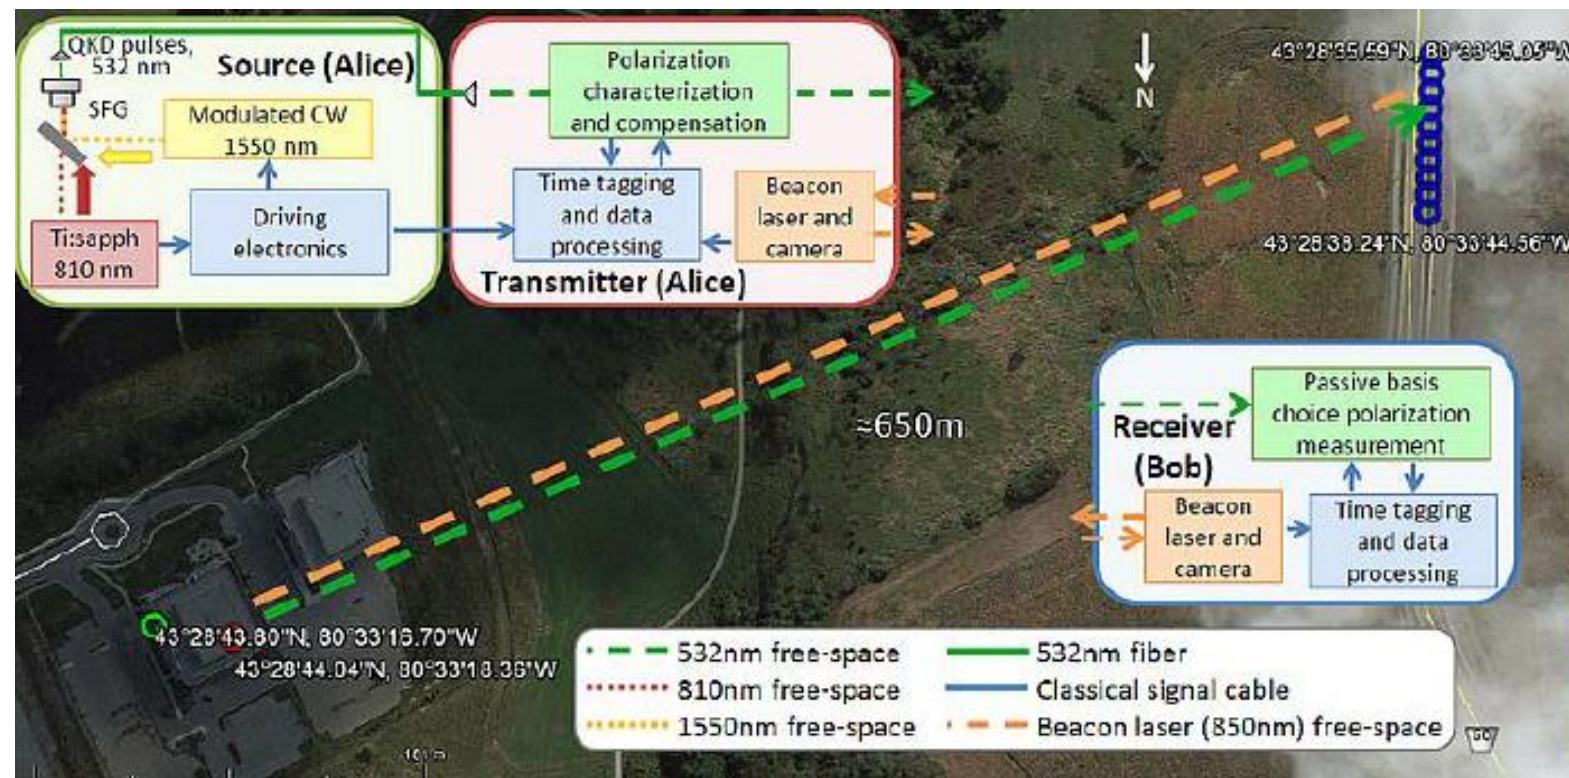 QKD pulses,
532 nm
Source (Alice)
SFG
Modulated CW
1550 nm
Ti:sapph
810 nm
Driving
electronics
Polarization
characterization
and compensation
Time tagging
and data
processing
Beacon
laser and
camera
Transmitter (Alice)
N
43°28'35.59"N, 80°33'45.05"W
43°28'38.24"N, 80°33'44.56"W
≈650m
Passive basis
choice polarization
measurement
Receiver
(Bob)
Beacon
laser and
camera
Time tagging
and data
processing
43°28'43.80"N, 80°33'16.70"W
43°28'44.04"N, 80°33'18.36"W
532nm free-space
532nm fiber
810nm free-space
Classical signal cable
1550nm free-space
Beacon laser (850nm) free-space